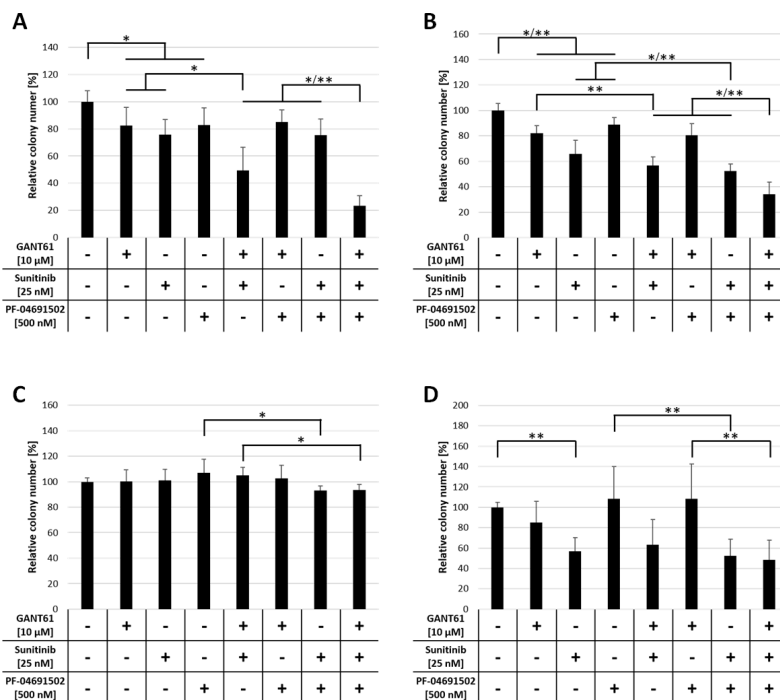 A
Relative colony numer [%]
140
120
100
80
60
40
20
0
*
*
*/**
GANT61 [10 µM] - + - - + + - +
Sunitinib [25 nM] - - + - + - + +
PF-04691502 [500 nM] - - - + - + + +
B
Relative colony number [%]
160
140
120
100
80
60
40
20
0
*/**
*/**
**
*/**
GANT61 [10 µM] - + - - + + - +
Sunitinib [25 nM] - - + - + - + +
PF-04691502 [500 nM] - - - + - + + +
C
Relative colony number [%]
160
140
120
100
80
60
40
20
0
*
*
GANT61 [10 µM] - + - - + + - +
Sunitinib [25 nM] - - + - + - + +
PF-04691502 [500 nM] - - - + - + + +
D
Relative colony number [%]
200
180
160
140
120
100
80
60
40
20
0
**
**
**
GANT61 [10 µM] - + - - + + - +
Sunitinib [25 nM] - - + - + - + +
PF-04691502 [500 nM] - - - + - + + +